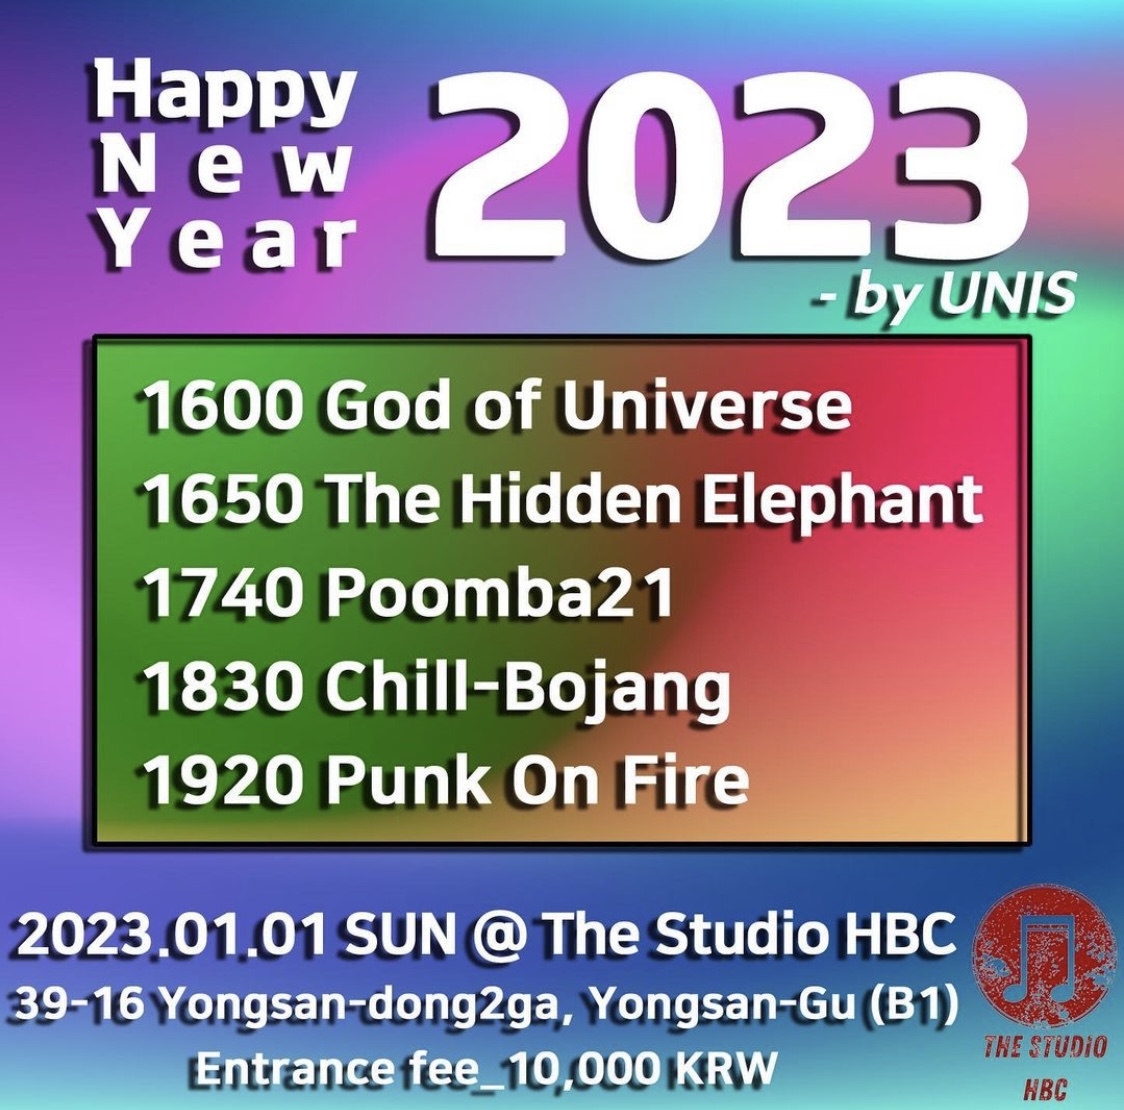 Happy
New
Year
2023
- by UNIS
1600 God of Universe
1650 The Hidden Elephant
1740 Poomba21
1830 Chill-Bojang
1920 Punk On Fire
2023.01.01 SUN @ The Studio HBC
39-16 Yongsan-dong2ga, Yongsan-Gu (B1)
Entrance fee_10,000 KRW
THE STUDIO
HBC